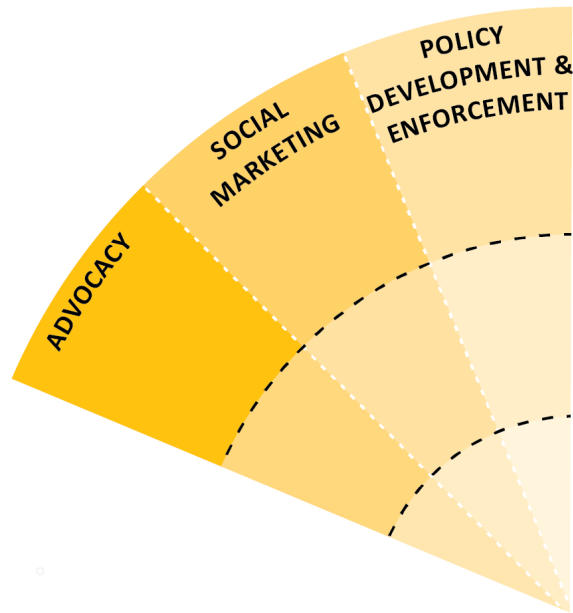 ADVOCACY
SOCIAL
MARKETING
POLICY
DEVELOPMENT &
ENFORCEMENT